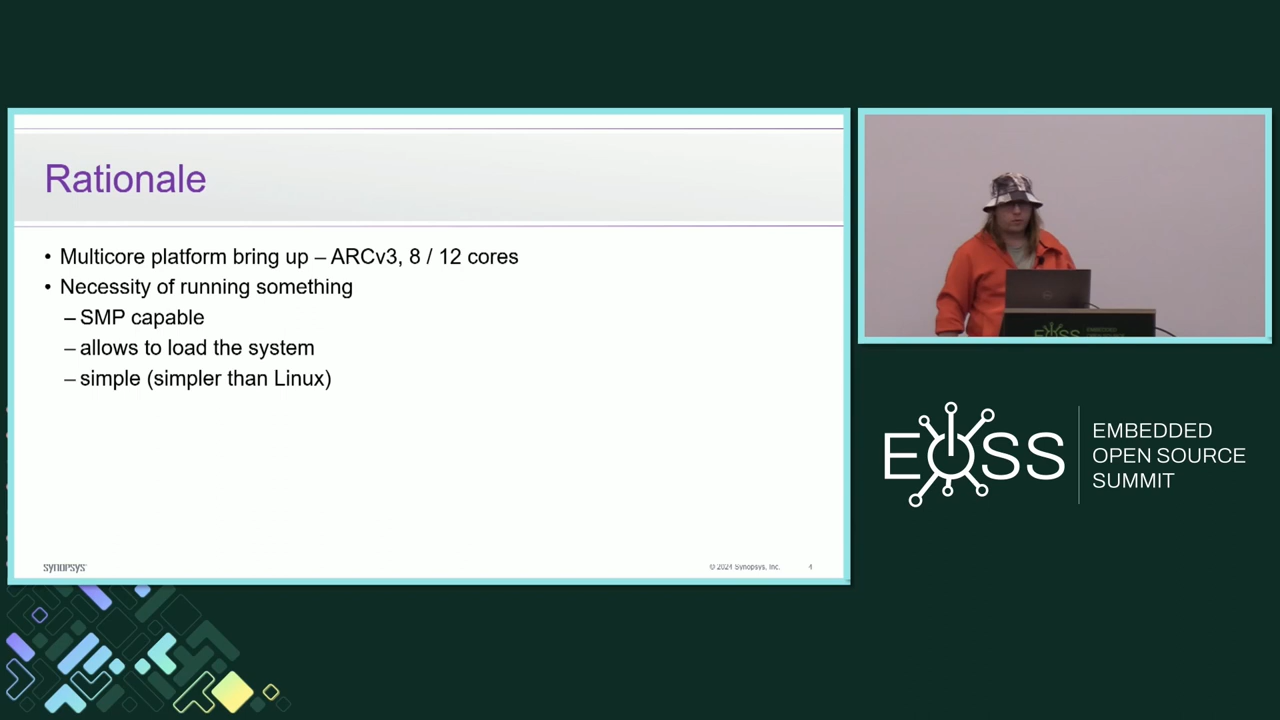 Rationale
• Multicore platform bring up – ARCv3, 8 / 12 cores
• Necessity of running something
– SMP capable
– allows to load the system
– simple (simpler than Linux)
SYNOPSYS
© 2024 Synopsys, Inc. 4
EOSS
EOSS
EMBEDDED
OPEN SOURCE
SUMMIT